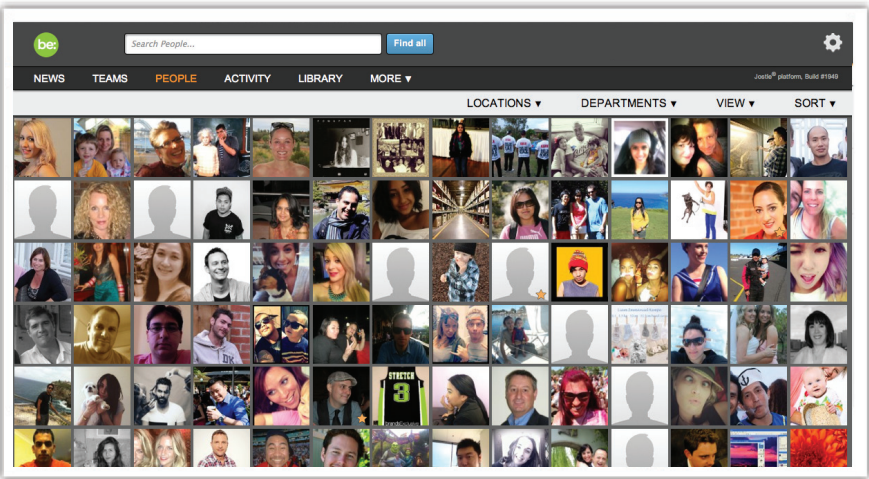 be:
Search People...
Find all
NEWS TEAMS PEOPLE ACTIVITY LIBRARY MORE ▼
Jostle® platform, Build #1949
LOCATIONS ▼ DEPARTMENTS ▼ VIEW ▼ SORT ▼
STRETCH
3